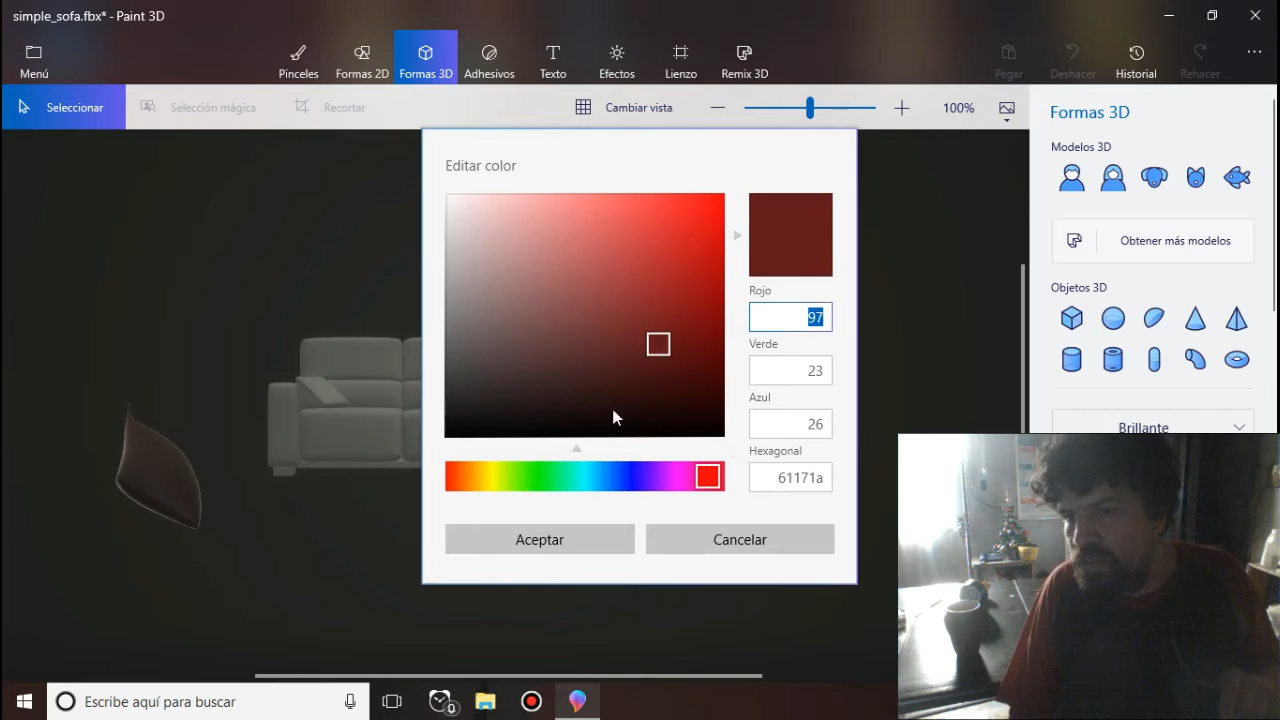 simple_sofa.fbx* - Paint 3D
Menú
Pinceles
Formas 2D
Formas 3D
Adhesivos
Texto
Efectos
Lienzo
Remix 3D
Pegar
Deshacer
Historial
Rehacer
Seleccionar
Selección mágica
Recortar
Cambiar vista
100%
Formas 3D
Modelos 3D
Obtener más modelos
Objetos 3D
Brillante
Editar color
Rojo
97
Verde
23
Azul
26
Hexagonal
61171a
Aceptar
Cancelar
Escribe aquí para buscar